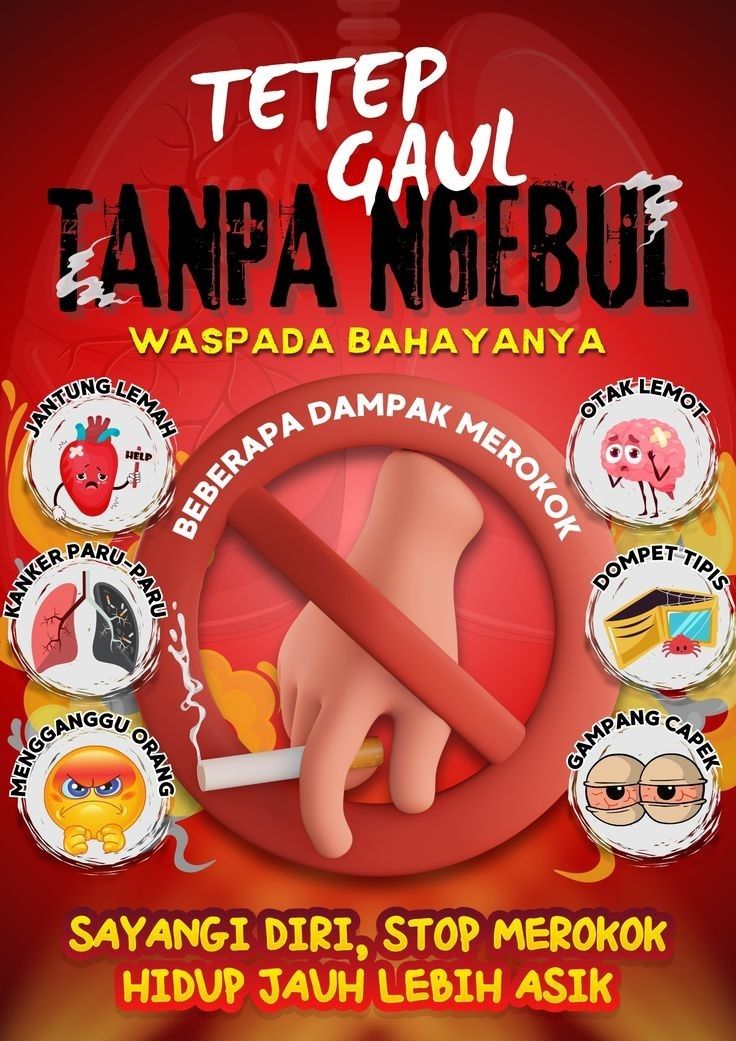 TETEP
GAUL
TANPA NGEBUL
WASPADA BAHAYANYA
BEBERAPA DAMPAK MEROKOK
JANTUNG LEMAH
HELP
KANKER PARU-PARU
MENGGANGGU ORANG
OTAK LEMOT
DOMPET TIPIS
GAMPANG CAPEK
SAYANGI DIRI, STOP MEROKOK
HIDUP JAUH LEBIH ASIK